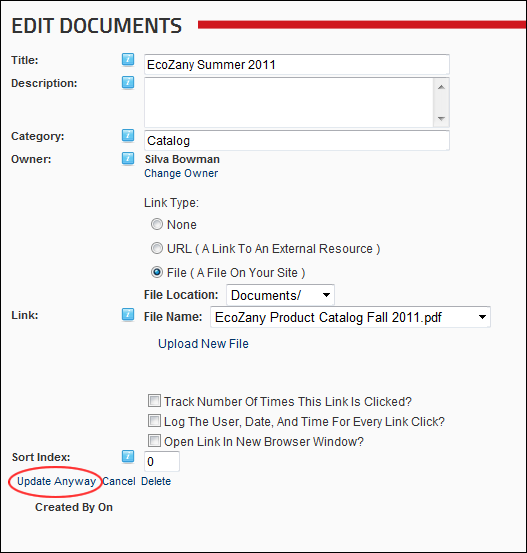 EDIT DOCUMENTS
Title: EcoZany Summer 2011
Description:
Category: Catalog
Owner: Silva Bowman
Change Owner
Link Type:
None
URL ( A Link To An External Resource )
File ( A File On Your Site )
File Location: Documents/
Link: File Name: EcoZany Product Catalog Fall 2011.pdf
Upload New File
Track Number Of Times This Link Is Clicked?
Log The User, Date, And Time For Every Link Click?
Open Link In New Browser Window?
Sort Index: 0
Update Anyway Cancel Delete
Created By On